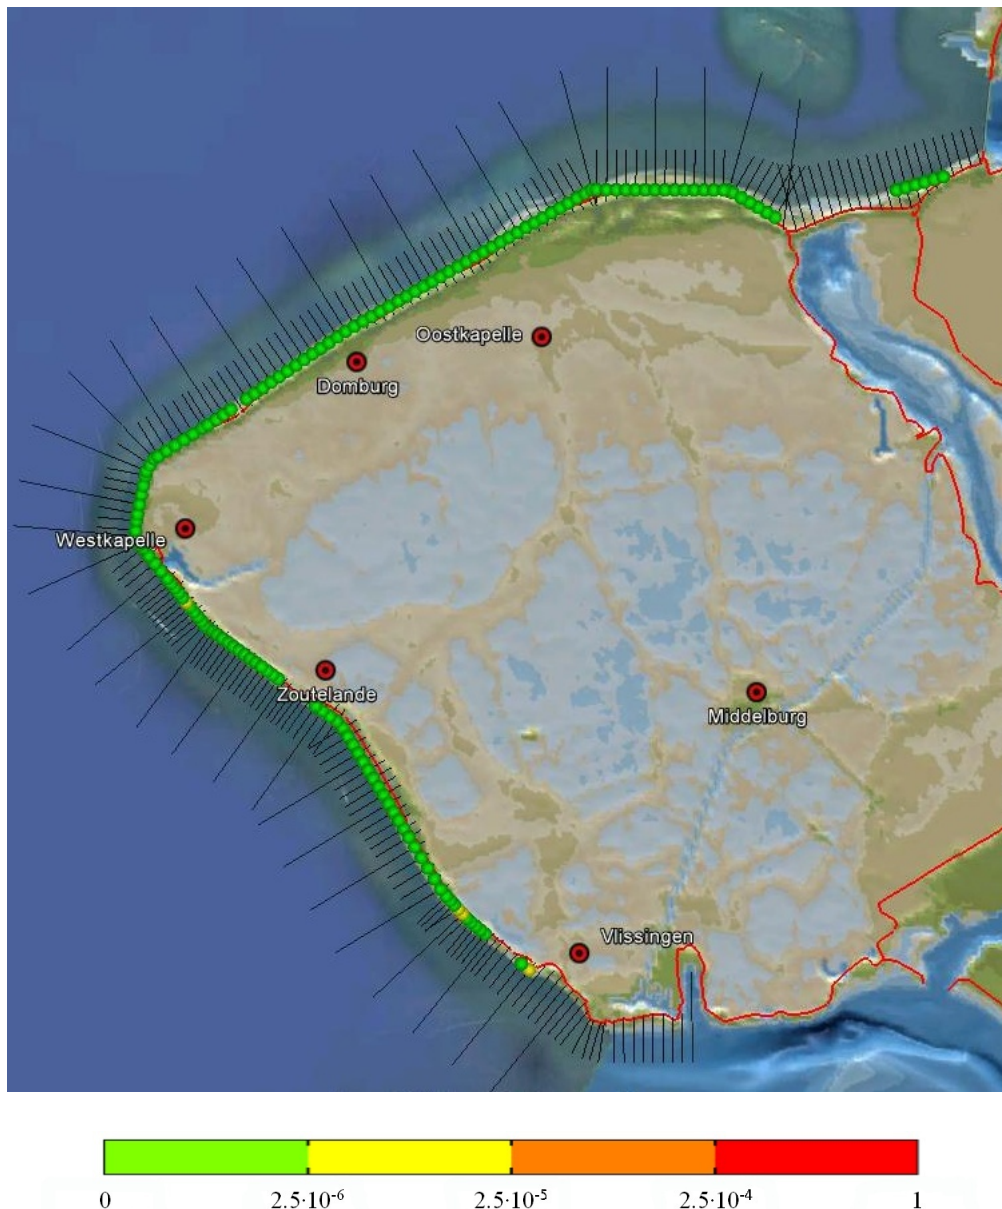 Oostkapelle
Domburg
Westkapelle
Zoutelande
Middelburg
Vlissingen
0 2.5·10⁻⁶ 2.5·10⁻⁵ 2.5·10⁻⁴ 1